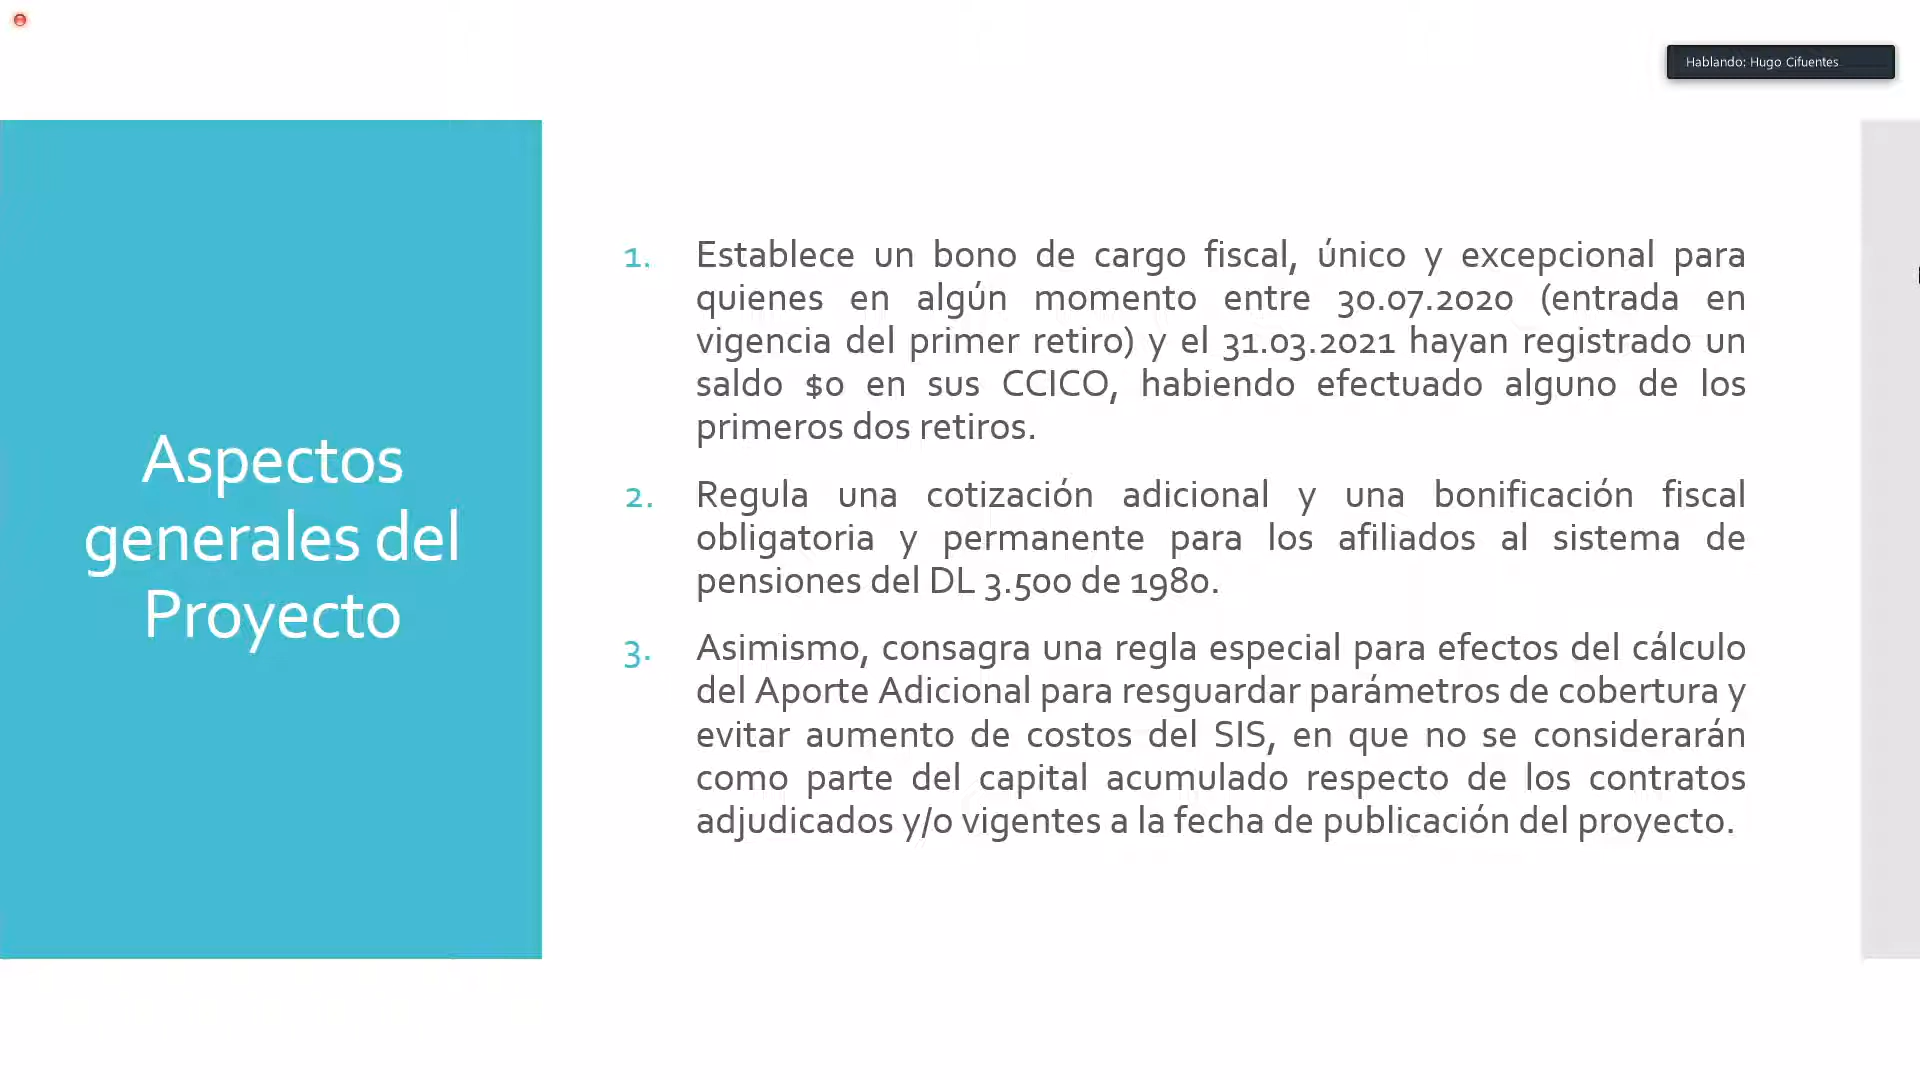 Hablando: Hugo Cifuentes
Aspectos
generales del
Proyecto
1. Establece un bono de cargo fiscal, único y excepcional para
quienes en algún momento entre 30.07.2020 (entrada en
vigencia del primer retiro) y el 31.03.2021 hayan registrado un
saldo $0 en sus CCICO, habiendo efectuado alguno de los
primeros dos retiros.
2. Regula una cotización adicional y una bonificación fiscal
obligatoria y permanente para los afiliados al sistema de
pensiones del DL 3.500 de 1980.
3. Asimismo, consagra una regla especial para efectos del cálculo
del Aporte Adicional para resguardar parámetros de cobertura y
evitar aumento de costos del SIS, en que no se considerarán
como parte del capital acumulado respecto de los contratos
adjudicados y/o vigentes a la fecha de publicación del proyecto.